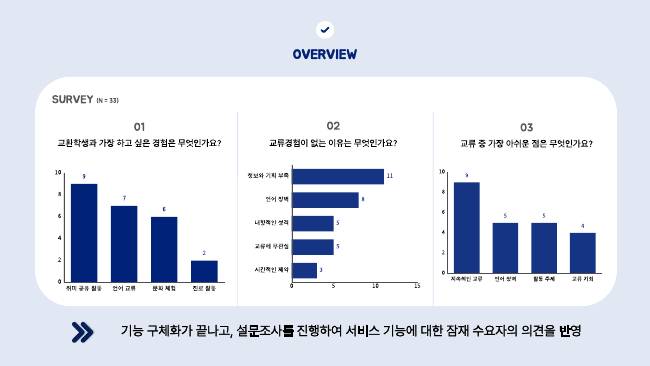 OVERVIEW
SURVEY (N = 33)
01
교환학생과 가장 하고 싶은 경험은 무엇인가요?
10
8
6
4
2
0
9
7
6
2
취미 공유 활동
언어 교류
문화 체험
진로 활동
02
교류경험이 없는 이유는 무엇인가요?
정보와 기회 부족
언어 장벽
내향적인 성격
교류에 무관심
시간적인 제약
11
8
5
5
3
0
5
10
15
03
교류 중 가장 아쉬운 점은 무엇인가요?
10
8
6
4
2
0
9
5
5
4
지속적인 교류
언어 장벽
활동 주제
교류 기회
기능 구체화가 끝나고, 설문조사를 진행하여 서비스 기능에 대한 잠재 수요자의 의견을 반영